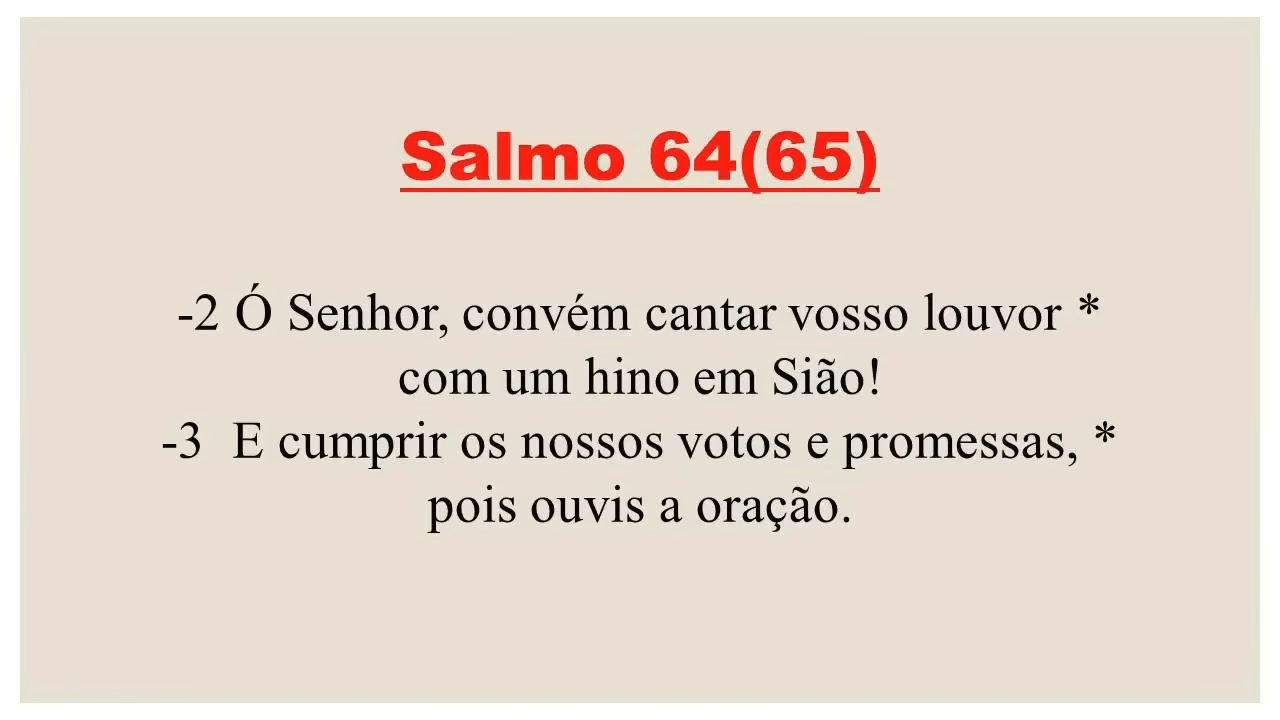 Salmo 64(65)
-2 Ó Senhor, convém cantar vosso louvor *
com um hino em Sião!
-3  E cumprir os nossos votos e promessas, *
pois ouvis a oração.